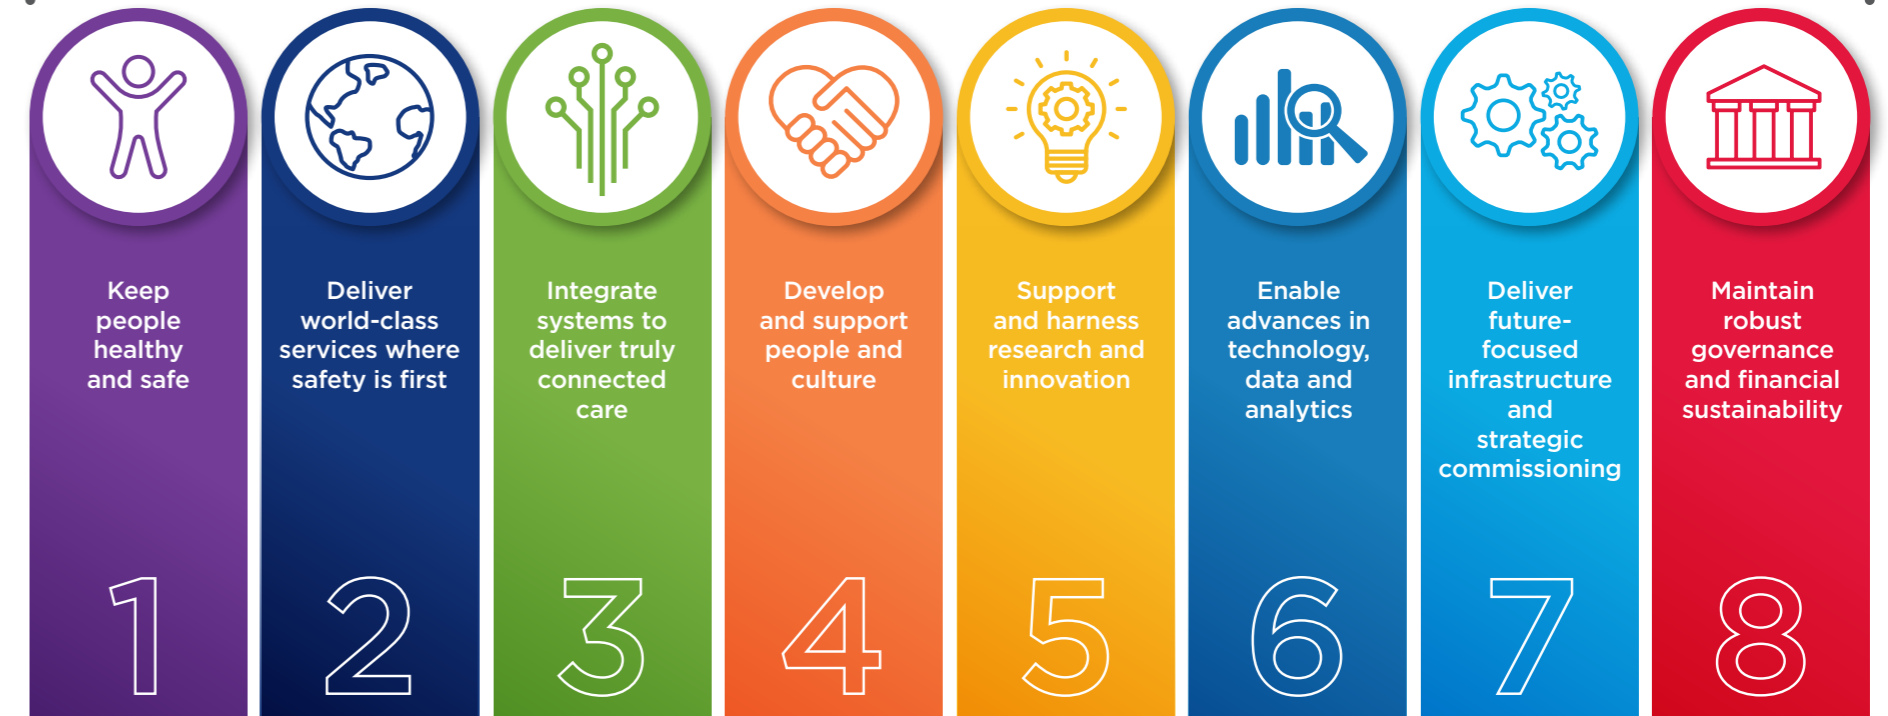 Keep
people
healthy
and safe
1
Deliver
world-class
services where
safety is first
2
Integrate
systems to
deliver truly
connected
care
3
Develop
and support
people and
culture
4
Support
and harness
research and
innovation
5
Enable
advances in
technology,
data and
analytics
6
Deliver
future-
focused
infrastructure
and
strategic
commissioning
7
Maintain
robust
governance
and financial
sustainability
8